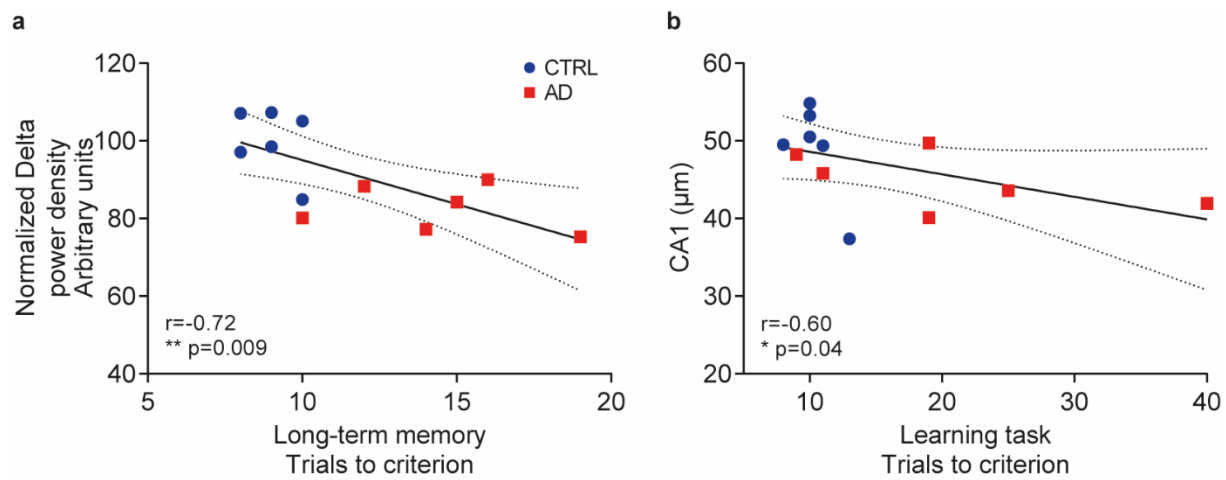 a
120
100
80
60
40
Normalized Delta
power density
Arbitrary units
CTRL
AD
r=-0.72
** p=0.009
5
10
15
20
Long-term memory
Trials to criterion
b
60
50
40
30
20
CA1 (µm)
r=-0.60
* p=0.04
10
20
30
40
Learning task
Trials to criterion